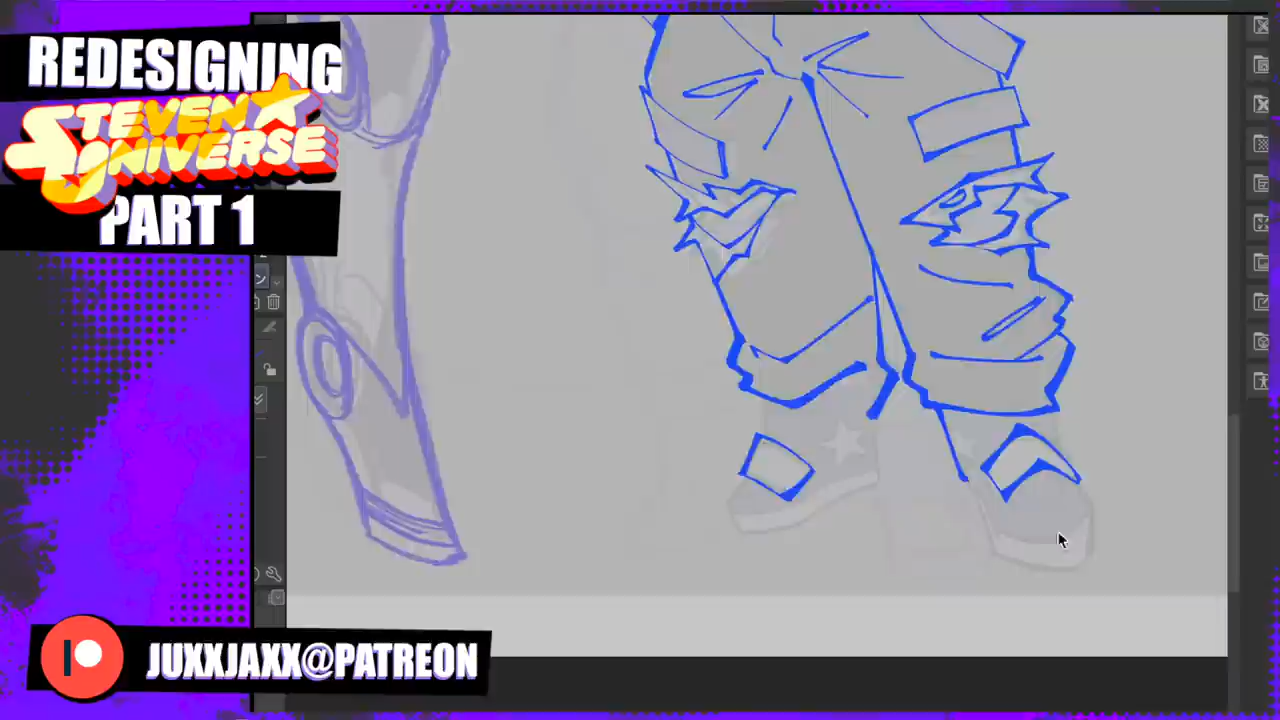 REDESIGNING
STEVEN
UNIVERSE
PART 1
JUXXJAXX@PATREON